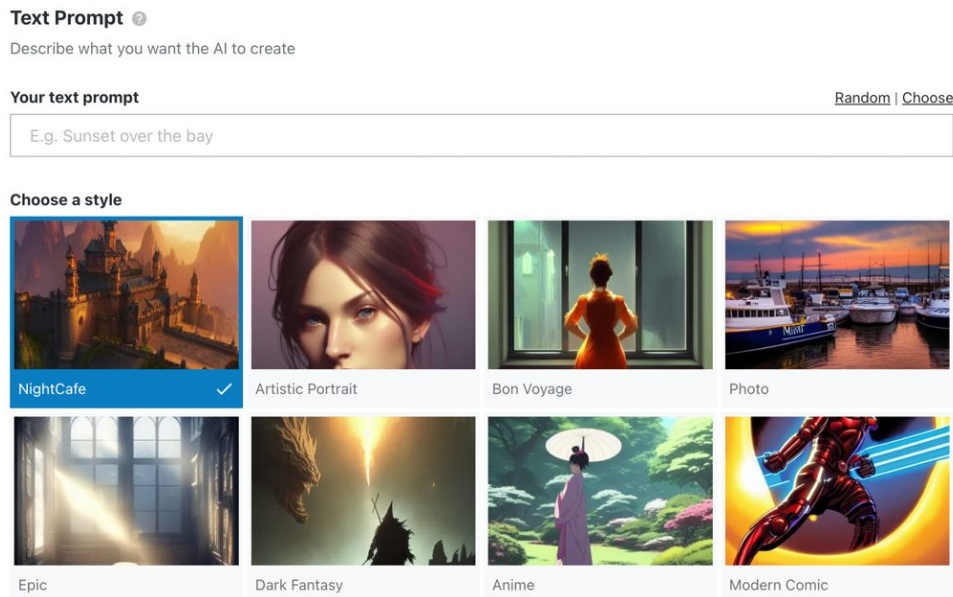 Text Prompt ?
Describe what you want the AI to create
Your text prompt
Random | Choose
E.g. Sunset over the bay
Choose a style
NightCafe
Artistic Portrait
Bon Voyage
Photo
Epic
Dark Fantasy
Anime
Modern Comic